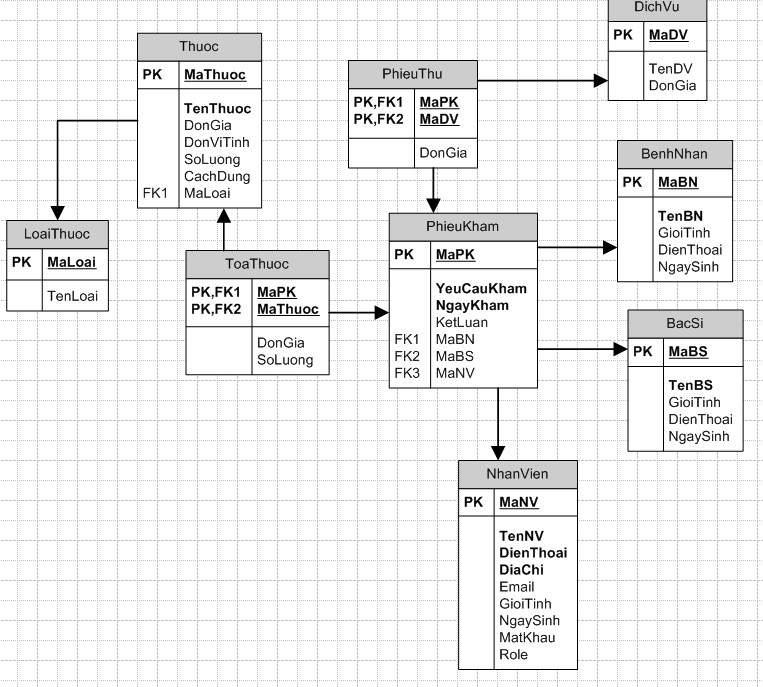 DichVu
PK MaDV
TenDV
DonGia
Thuoc
PK MaThuoc
TenThuoc
DonGia
DonViTinh
SoLuong
CachDung
FK1 MaLoai
PhieuThu
PK,FK1 MaPK
PK,FK2 MaDV
DonGia
BenhNhan
PK MaBN
TenBN
GioiTinh
DienThoai
NgaySinh
LoaiThuoc
PK MaLoai
TenLoai
ToaThuoc
PK,FK1 MaPK
PK,FK2 MaThuoc
DonGia
SoLuong
PhieuKham
PK MaPK
YeuCauKham
NgayKham
KetLuan
FK1 MaBN
FK2 MaBS
FK3 MaNV
BacSi
PK MaBS
TenBS
GioiTinh
DienThoai
NgaySinh
NhanVien
PK MaNV
TenNV
DienThoai
DiaChi
Email
GioiTinh
NgaySinh
MatKhau
Role